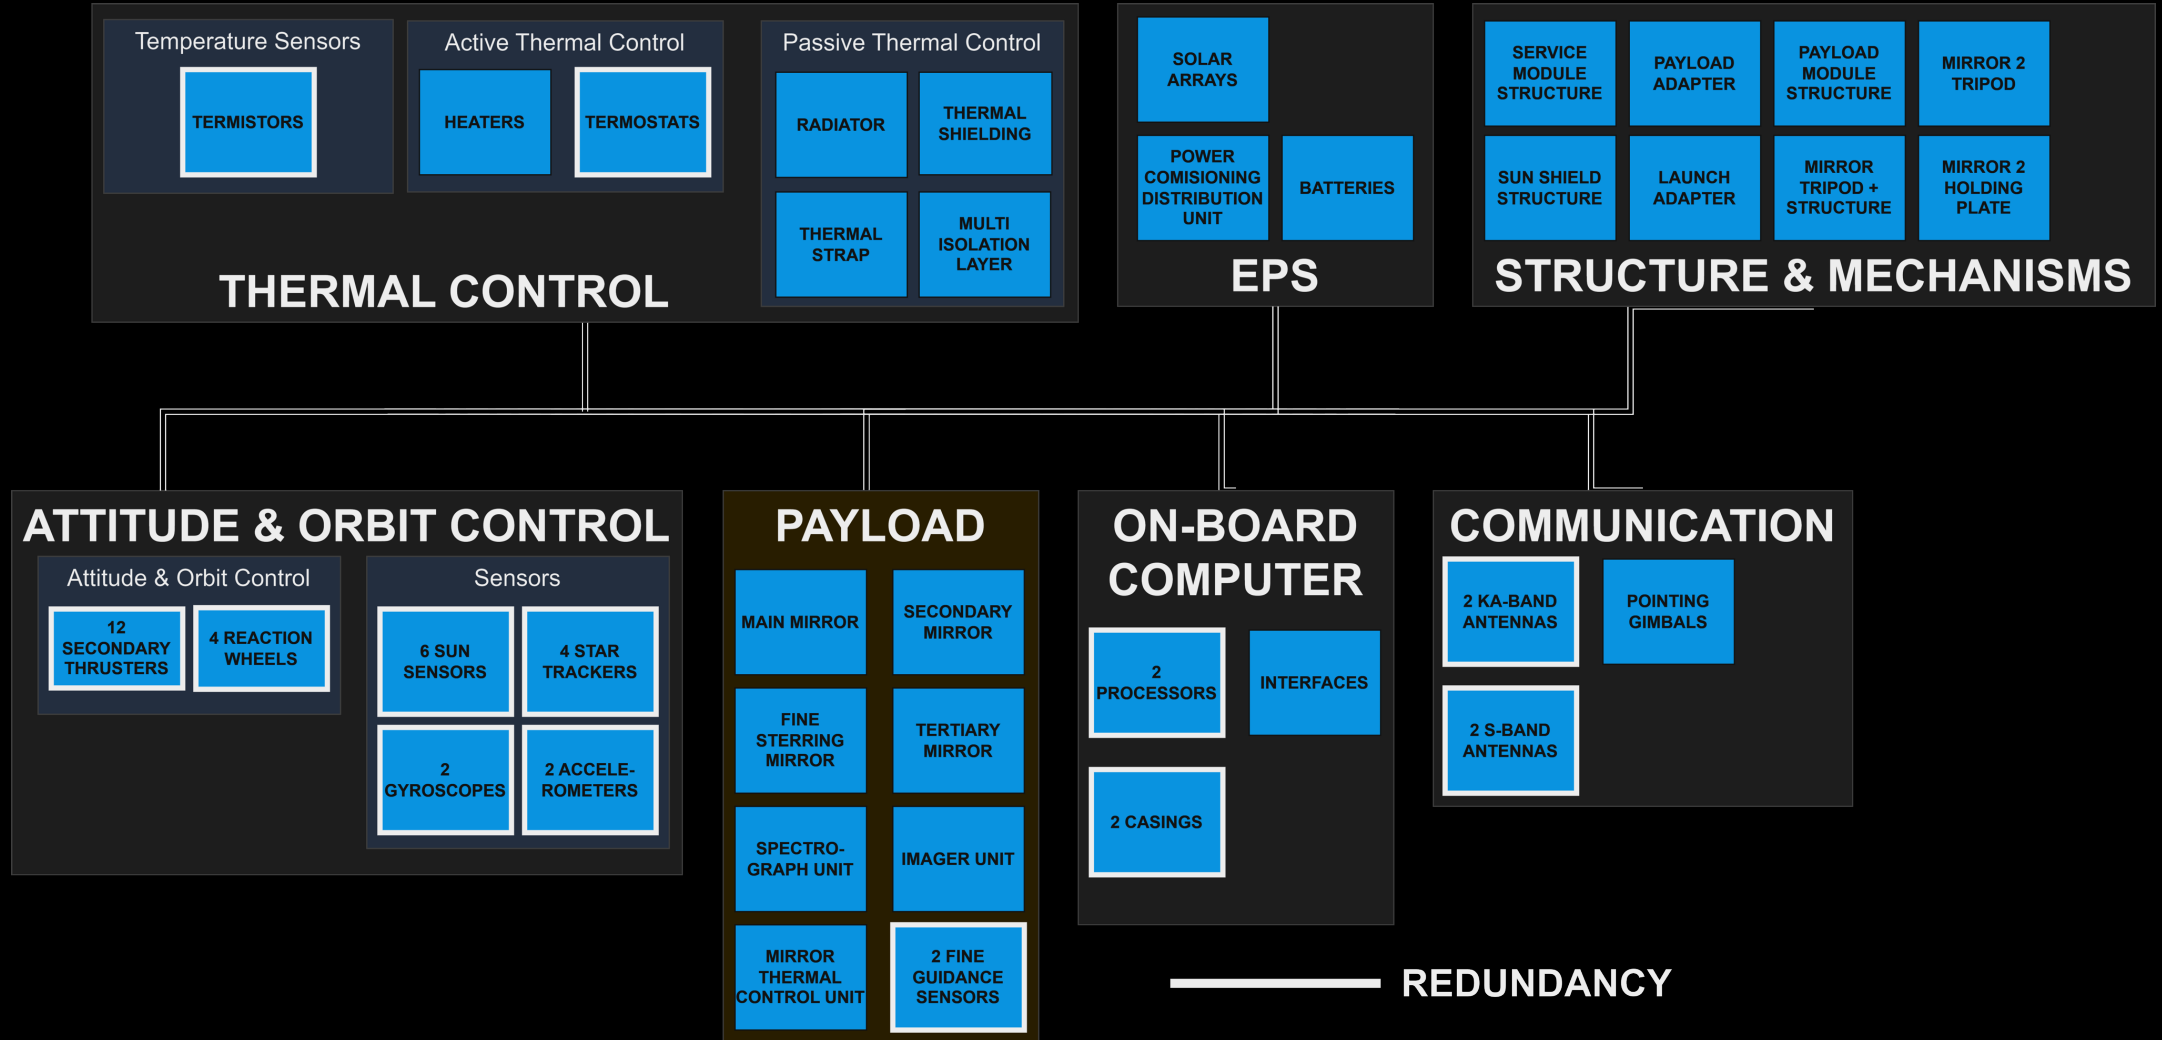 Temperature Sensors
TERMISTORS
Active Thermal Control
HEATERS
TERMOSTATS
Passive Thermal Control
RADIATOR
THERMAL
SHIELDING
THERMAL
STRAP
MULTI
ISOLATION
LAYER
THERMAL CONTROL
SOLAR
ARRAYS
POWER
COMISIONING
DISTRIBUTION
UNIT
BATTERIES
EPS
SERVICE
MODULE
STRUCTURE
PAYLOAD
ADAPTER
PAYLOAD
MODULE
STRUCTURE
MIRROR 2
TRIPOD
SUN SHIELD
STRUCTURE
LAUNCH
ADAPTER
MIRROR
TRIPOD +
STRUCTURE
MIRROR 2
HOLDING
PLATE
STRUCTURE & MECHANISMS
ATTITUDE & ORBIT CONTROL
Attitude & Orbit Control
12
SECONDARY
THRUSTERS
4 REACTION
WHEELS
Sensors
6 SUN
SENSORS
4 STAR
TRACKERS
2
GYROSCOPES
2 ACCELE-
ROMETERS
PAYLOAD
MAIN MIRROR
SECONDARY
MIRROR
FINE
STERRING
MIRROR
TERTIARY
MIRROR
SPECTRO-
GRAPH UNIT
IMAGER UNIT
MIRROR
THERMAL
CONTROL UNIT
2 FINE
GUIDANCE
SENSORS
ON-BOARD
COMPUTER
2
PROCESSORS
INTERFACES
2 CASINGS
COMMUNICATION
2 KA-BAND
ANTENNAS
POINTING
GIMBALS
2 S-BAND
ANTENNAS
REDUNDANCY